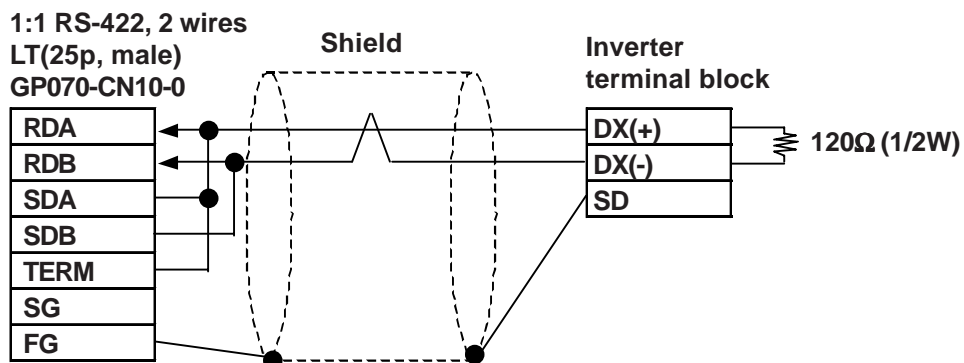 1:1 RS-422, 2 wires
LT(25p, male)
GP070-CN10-0
Shield
Inverter
terminal block
RDA
RDB
SDA
SDB
TERM
SG
FG
DX(+)
DX(-)
SD
120Ω (1/2W)